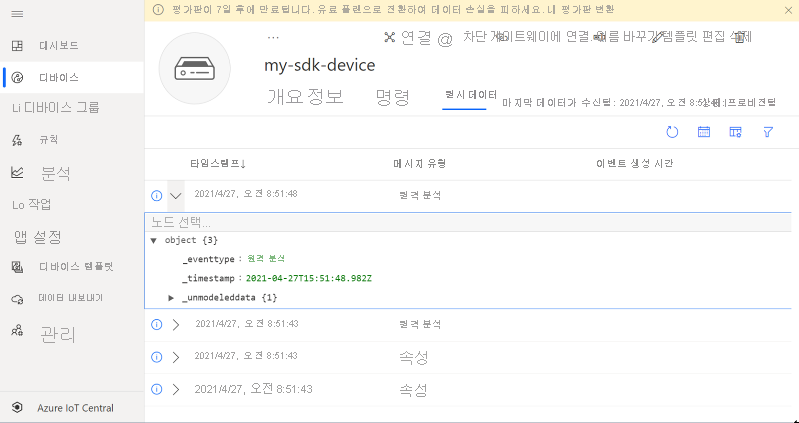 평가판이 7일 후에 만료됩니다. 유료 플랜으로 전환하여 데이터 손실을 피하세요. 내 평가판 변환
대시보드
디바이스
Li 디바이스 그룹
규칙
분석
Lo 작업
앱 설정
디바이스 템플릿
데이터 내보내기
관리
Azure IoT Central
...
연결 @ 차단 게이트웨이에 연결. 이름 바꾸기 템플릿 편집 삭제
my-sdk-device
개요 정보 명령 데이터
마지막 데이터가 수신됨: 2021/4/27, 오전 8:51:48
타임스탬프↓ 메시지 유형 이벤트 생성 시간
2021/4/27, 오전 8:51:48 원격 분석
노드 선택...
object {3}
_eventtype : 원격 분석
_timestamp : 2021-04-27T15:51:48.982Z
_unmodeleddata {1}
2021/4/27, 오전 8:51:43 원격 분석
2021/4/27, 오전 8:51:43 속성
2021/4/27, 오전 8:51:43 속성